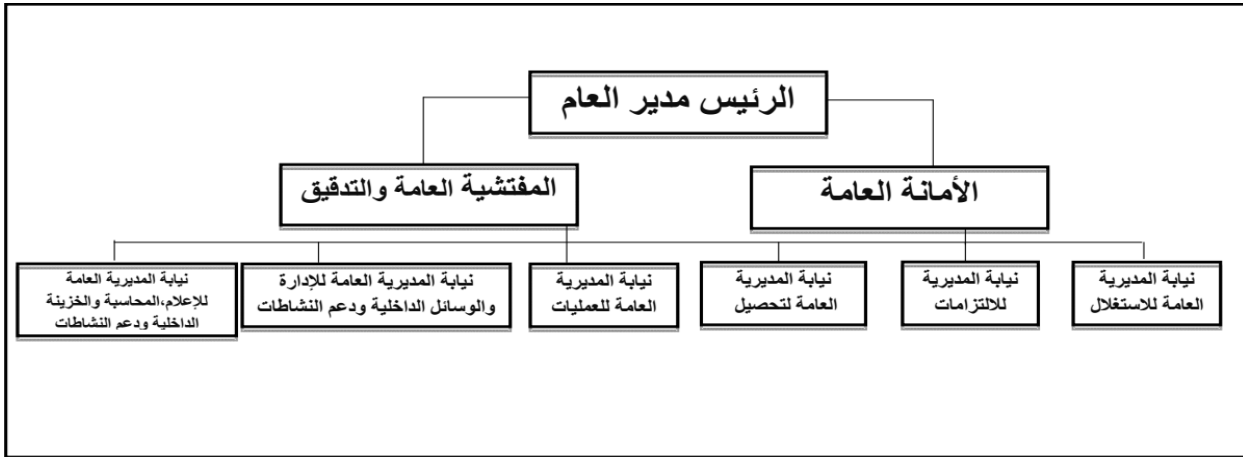 الرئيس مدير العام
الأمانة العامة
المفتشية العامة والتدقيق
نيابة المديرية
العامة للاستغلال
نيابة المديرية
للالتزامات
نيابة المديرية
العامة لتحصيل
نيابة المديرية
العامة للعمليات
نيابة المديرية العامة للإدارة
والوسائل الداخلية ودعم النشاطات
نيابة المديرية العامة
للإعلام،المحاسبة والخزينة
الداخلية ودعم النشاطات